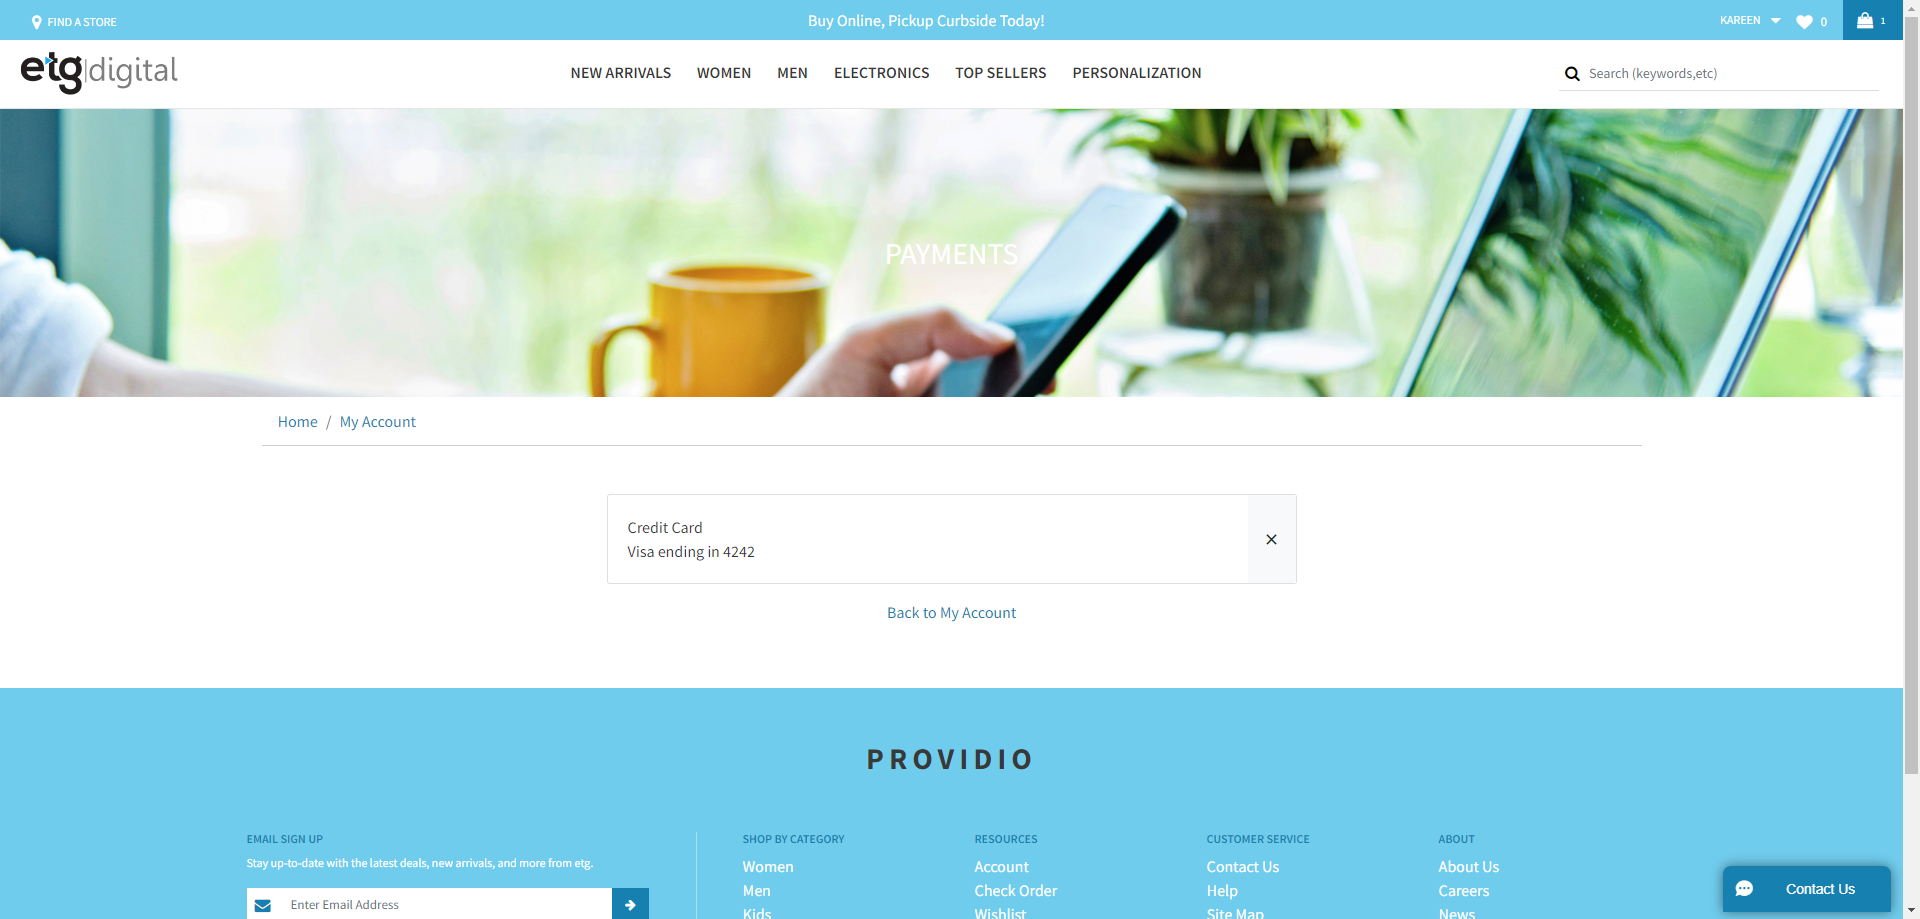 FIND A STORE
Buy Online, Pickup Curbside Today!
KAREEN
0
1
etg|digital
NEW ARRIVALS
WOMEN
MEN
ELECTRONICS
TOP SELLERS
PERSONALIZATION
Search (keywords,etc)
PAYMENTS
Home / My Account
Credit Card
Visa ending in 4242
Back to My Account
PROVIDIO
EMAIL SIGN UP
Stay up-to-date with the latest deals, new arrivals, and more from etg.
Enter Email Address
SHOP BY CATEGORY
Women
Men
Kids
RESOURCES
Account
Check Order
Wishlist
CUSTOMER SERVICE
Contact Us
Help
Site Map
ABOUT
About Us
Careers
News
Contact Us